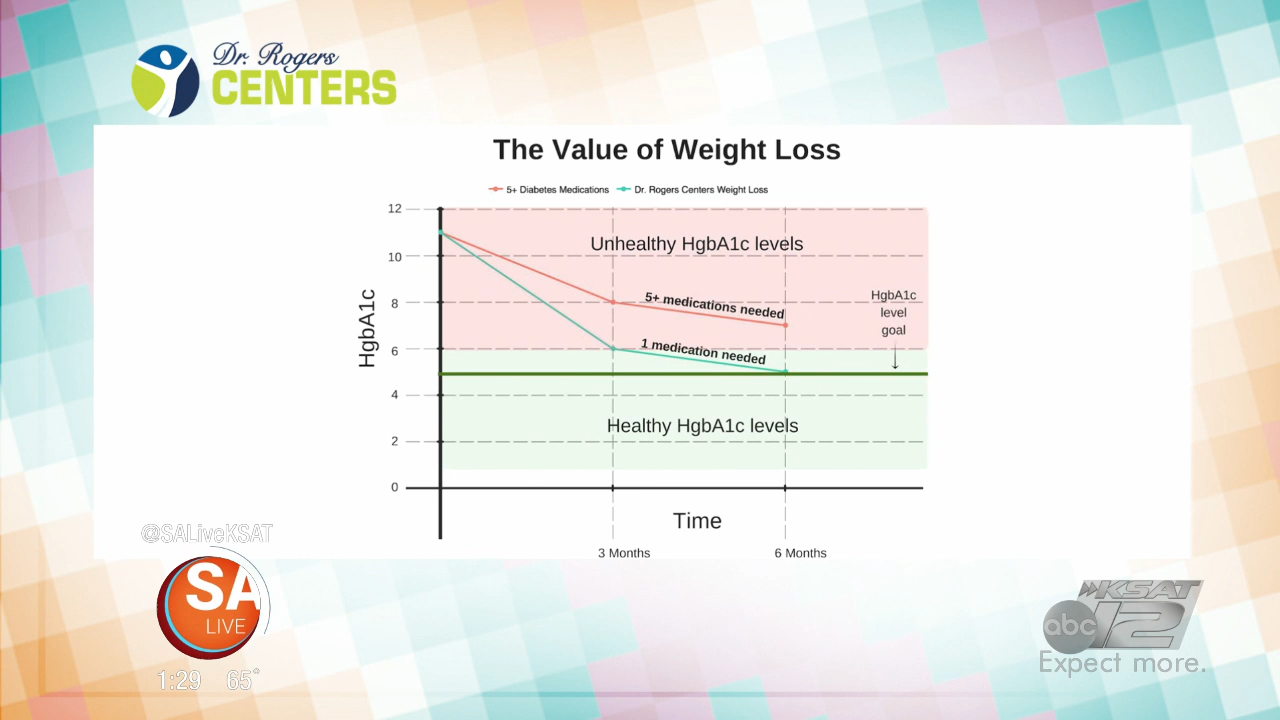 Dr. Rogers
CENTERS
The Value of Weight Loss
5+ Diabetes Medications
Dr. Rogers Centers Weight Loss
12
10
8
6
4
2
0
HgbA1c
Unhealthy HgbA1c levels
5+ medications needed
HgbA1c
level
goal
1 medication needed
Healthy HgbA1c levels
Time
3 Months
6 Months
@SALiveKSAT
SA
LIVE
1:29 65°
KSAT
abc 12
Expect more.